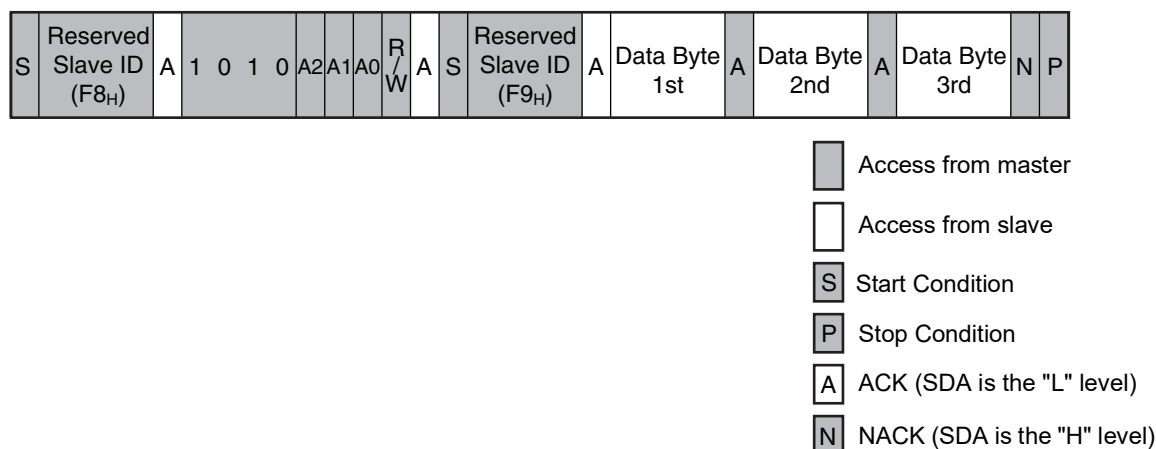 S Reserved Slave ID (F8H) A 1 0 1 0 A2 A1 A0 R/W A S Reserved Slave ID (F9H) A Data Byte 1st A Data Byte 2nd A Data Byte 3rd N P
Access from master
Access from slave
S Start Condition
P Stop Condition
A ACK (SDA is the "L" level)
N NACK (SDA is the "H" level)